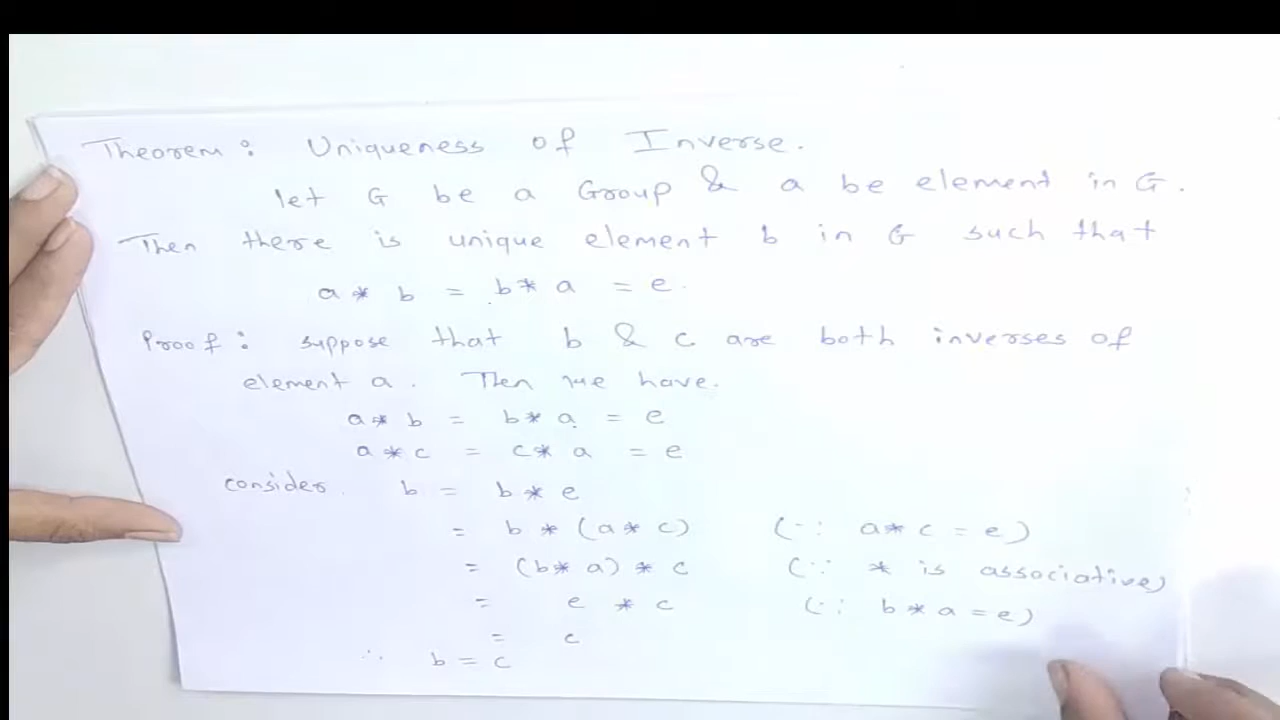 Theorem: Uniqueness of Inverse.
let G be a Group & a be element in G.
Then there is unique element b in G such that
a * b = b* a = e.
Proof: suppose that b & c are both inverses of
element a. Then we have.
a* b = b* a = e
a * c = c* a = e
consider. b = b * e
= b * (a * c) (∵ a* c = e)
= (b* a) * c (∵ * is associative)
= e * c (∵ b * a = e)
= c
∴ b = c